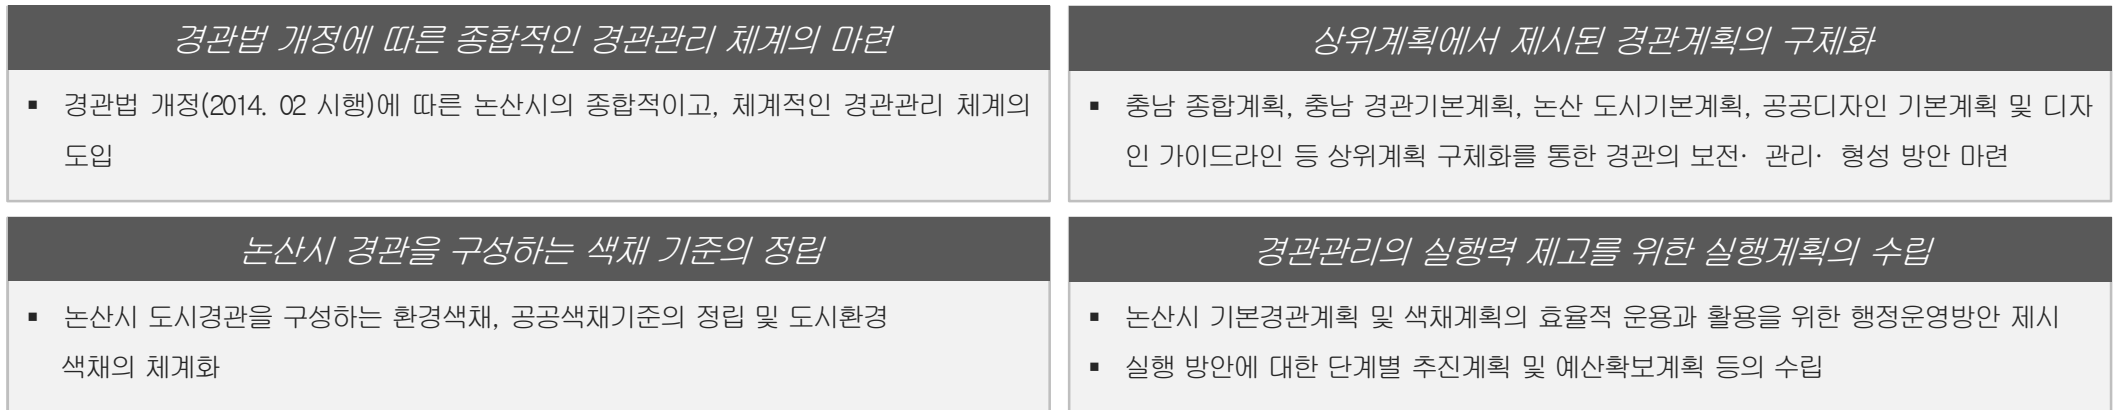 경관법 개정에 따른 종합적인 경관관리 체계의 마련
▪ 경관법 개정(2014. 02 시행)에 따른 논산시의 종합적이고, 체계적인 경관관리 체계의
도입
상위계획에서 제시된 경관계획의 구체화
▪ 충남 종합계획, 충남 경관기본계획, 논산 도시기본계획, 공공디자인 기본계획 및 디자
인 가이드라인 등 상위계획 구체화를 통한 경관의 보전· 관리· 형성 방안 마련
논산시 경관을 구성하는 색채 기준의 정립
▪ 논산시 도시경관을 구성하는 환경색채, 공공색채기준의 정립 및 도시환경
색채의 체계화
경관관리의 실행력 제고를 위한 실행계획의 수립
▪ 논산시 기본경관계획 및 색채계획의 효율적 운용과 활용을 위한 행정운영방안 제시
▪ 실행 방안에 대한 단계별 추진계획 및 예산확보계획 등의 수립